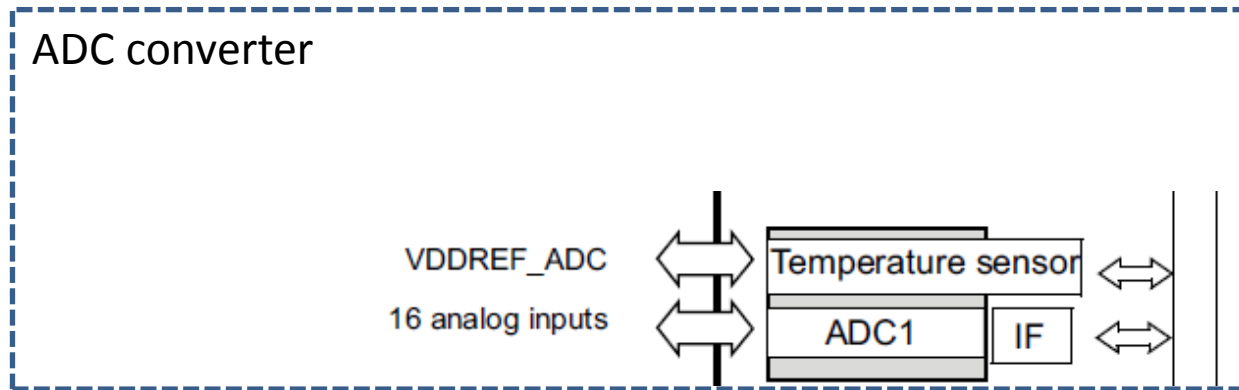 ADC converter
VDDREF_ADC
Temperature sensor
16 analog inputs
ADC1
IF